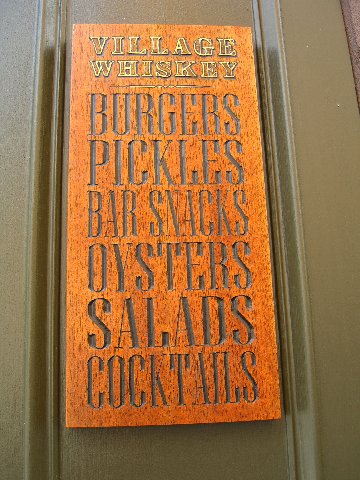 VILLAGE
WHISKEY
BURGERS
PICKLES
BAR SNACKS
OYSTERS
SALADS
COCKTAILS